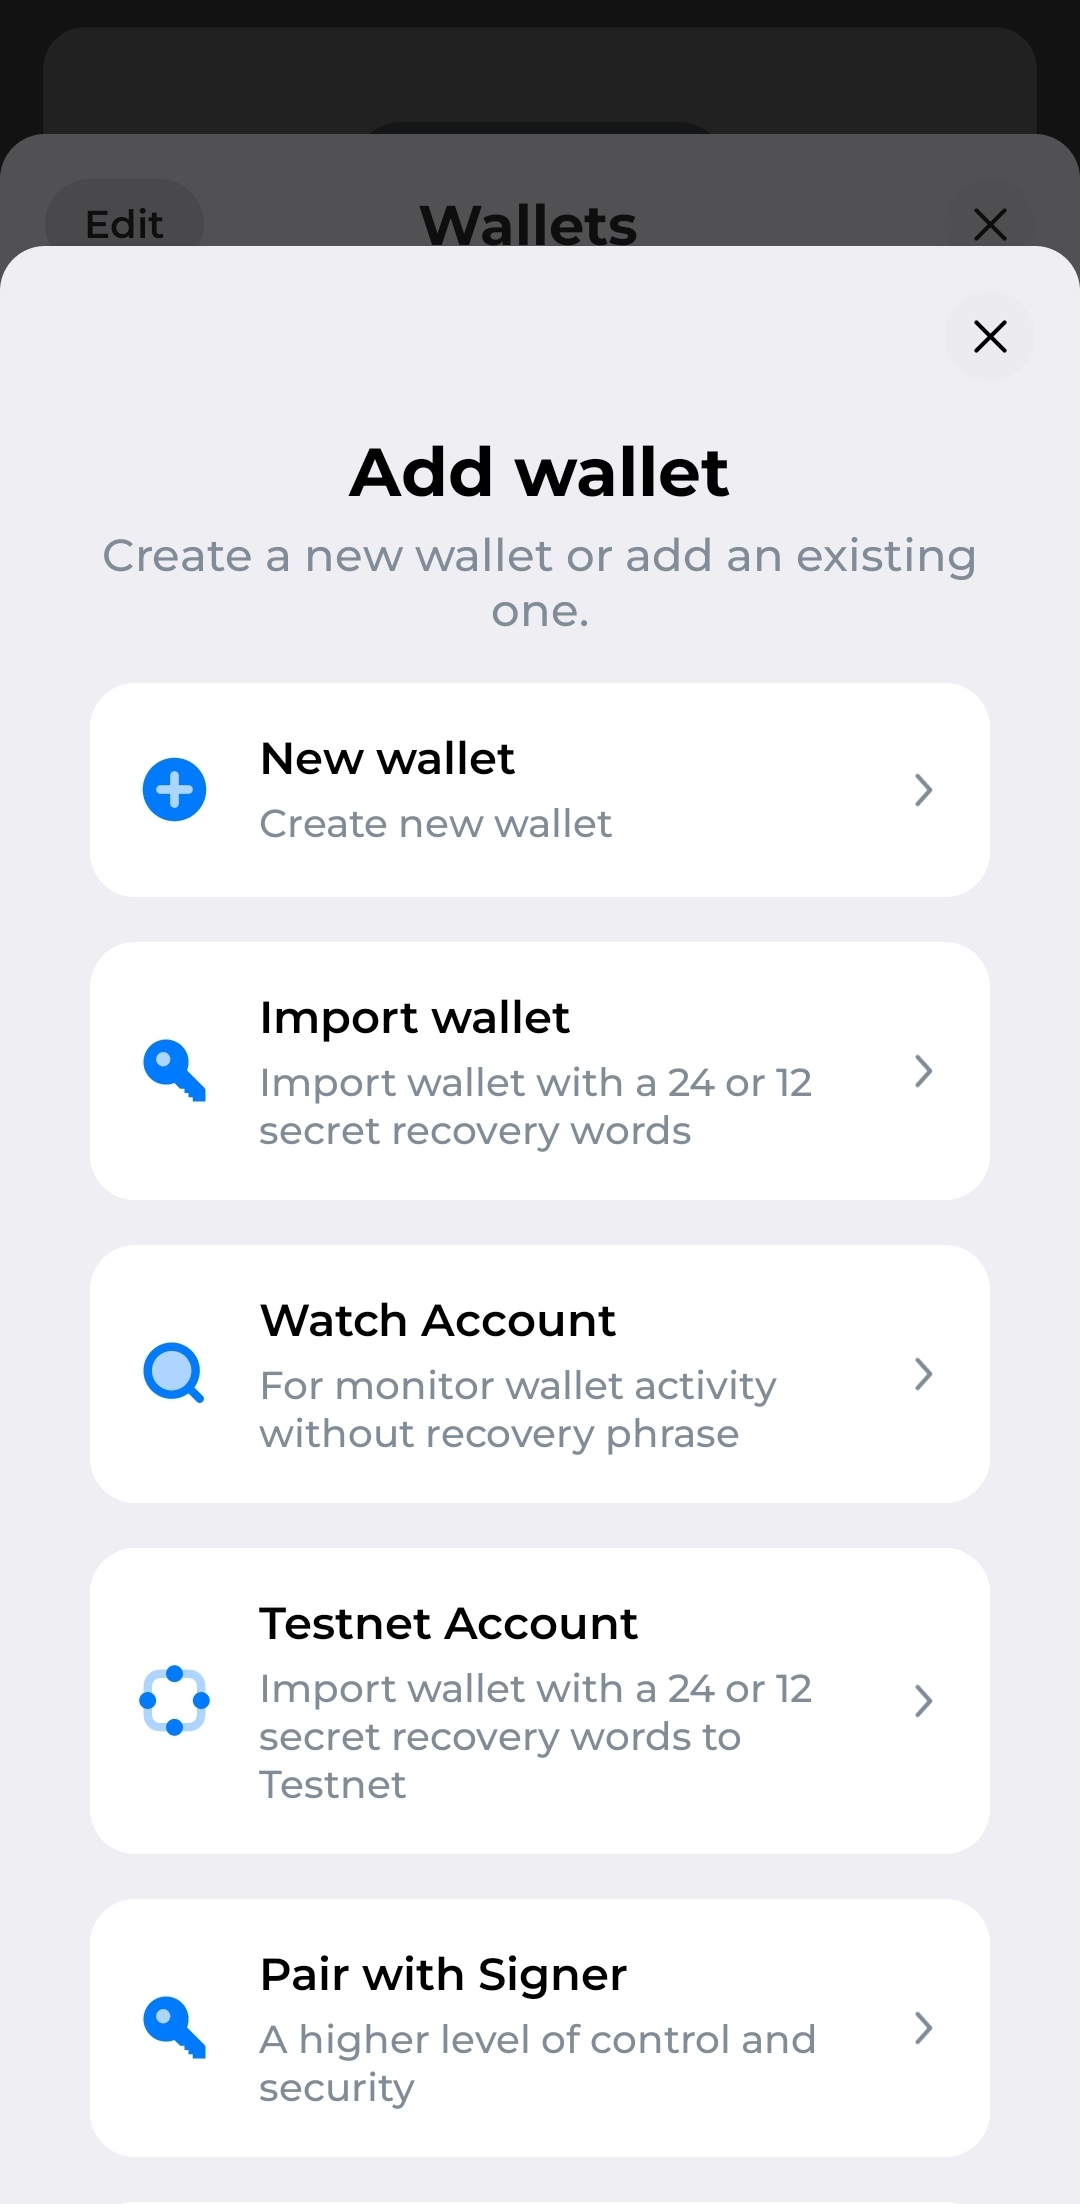 Edit
Wallets
Add wallet
Create a new wallet or add an existing
one.
New wallet
Create new wallet
Import wallet
Import wallet with a 24 or 12
secret recovery words
Watch Account
For monitor wallet activity
without recovery phrase
Testnet Account
Import wallet with a 24 or 12
secret recovery words to
Testnet
Pair with Signer
A higher level of control and
security